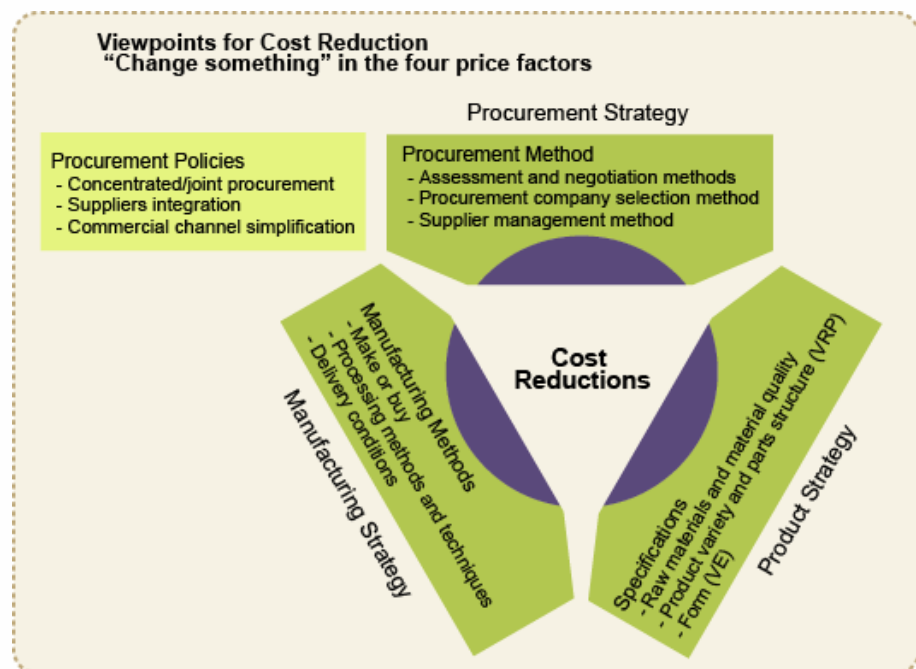 Viewpoints for Cost Reduction
“Change something” in the four price factors
Procurement Strategy
Procurement Policies
- Concentrated/joint procurement
- Suppliers integration
- Commercial channel simplification
Procurement Method
- Assessment and negotiation methods
- Procurement company selection method
- Supplier management method
Manufacturing Strategy
Manufacturing Methods
- Make or buy
- Processing methods and techniques
- Delivery conditions
Cost
Reductions
Specifications
- Raw materials and material quality
- Product variety and parts structure (VRP)
- Form (VE)
Product Strategy